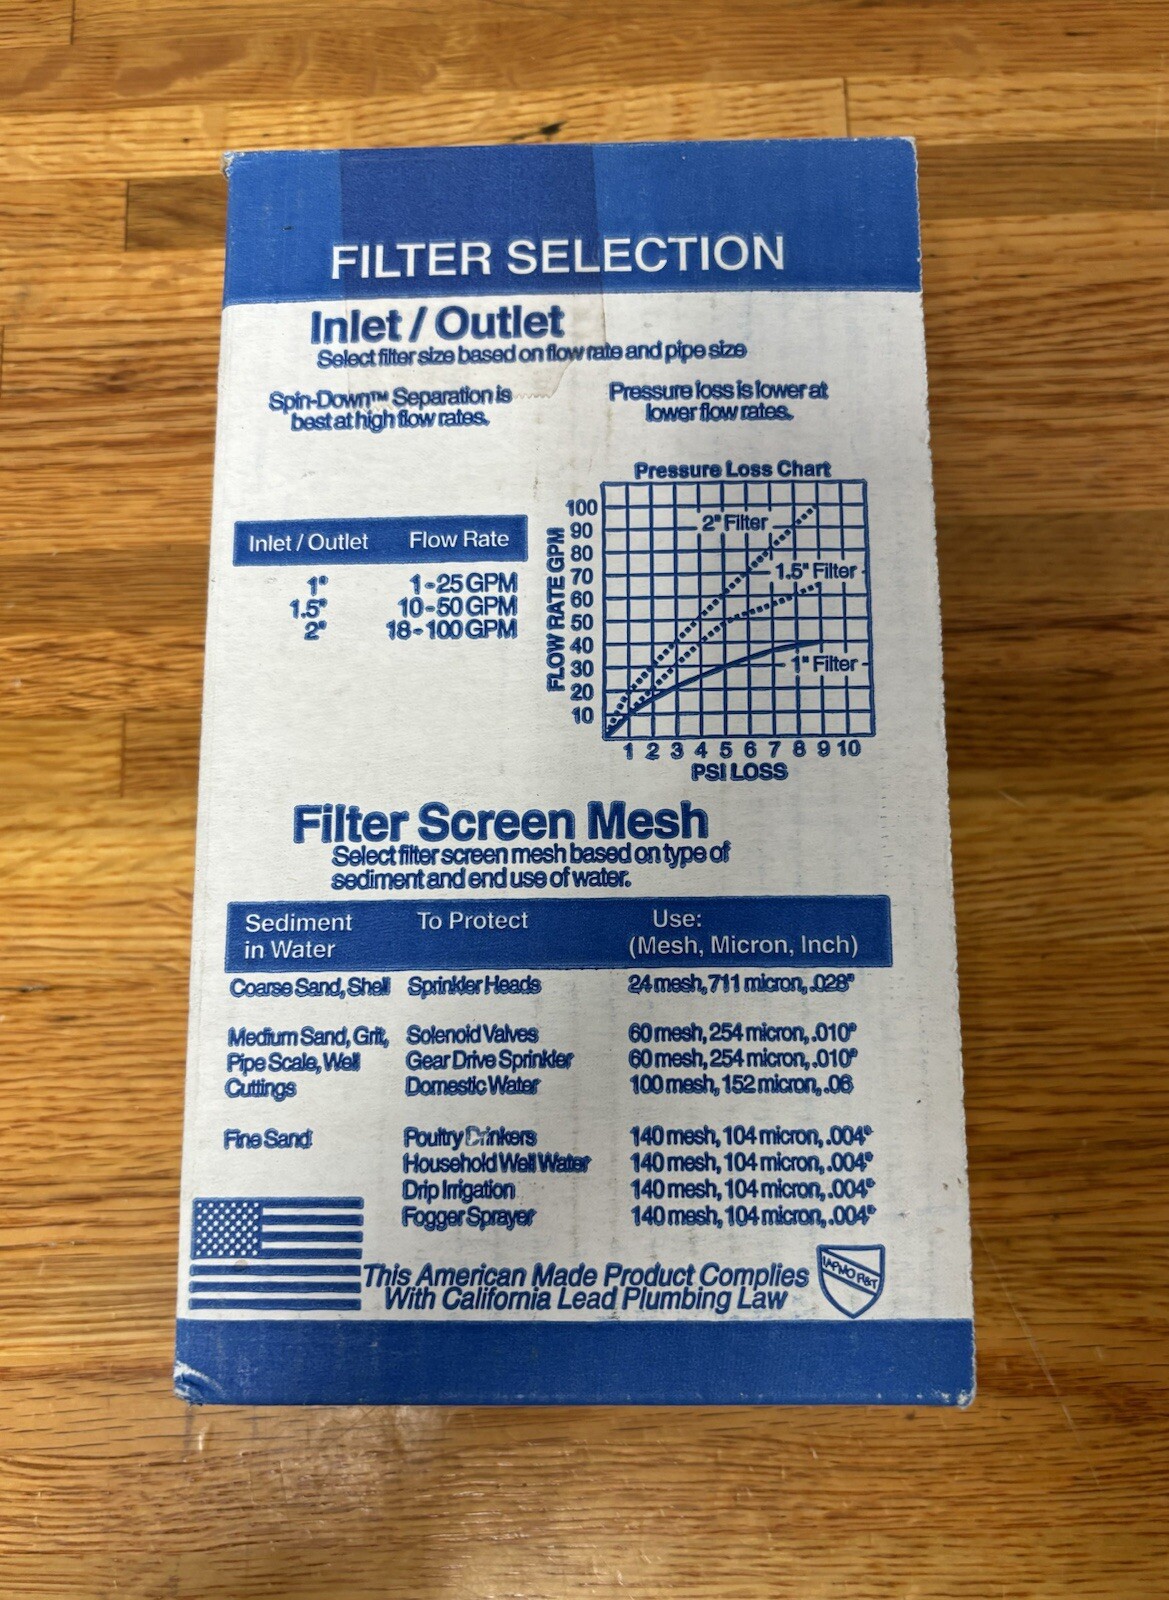 FILTER SELECTION
Inlet / Outlet
Select filter size based on flow rate and pipe size
Spin-Down™ Separation is
best at high flow rates.
Pressure loss is lower at
lower flow rates.
Inlet / Outlet Flow Rate
1" 1-25 GPM
1.5" 10-50 GPM
2" 18-100 GPM
Pressure Loss Chart
FLOW RATE GPM
100
90
80
70
60
50
40
30
20
10
2" Filter
1.5" Filter
1" Filter
1 2 3 4 5 6 7 8 9 10
PSI LOSS
Filter Screen Mesh
Select filter screen mesh based on type of
sediment and end use of water.
Sediment To Protect Use:
in Water (Mesh, Micron, Inch)
Coarse Sand, Shell Sprinkler Heads 24 mesh, 711 micron, .028"
Medium Sand, Grit, Solenoid Valves 60 mesh, 254 micron, .010"
Pipe Scale, Well Gear Drive Sprinkler 60 mesh, 254 micron, .010"
Cuttings Domestic Water 100 mesh, 152 micron, .06
Fine Sand Poultry Drinkers 140 mesh, 104 micron, .004"
Household Well Water 140 mesh, 104 micron, .004"
Drip Irrigation 140 mesh, 104 micron, .004"
Fogger Sprayer 140 mesh, 104 micron, .004"
This American Made Product Complies
With California Lead Plumbing Law
IAPMO R&T